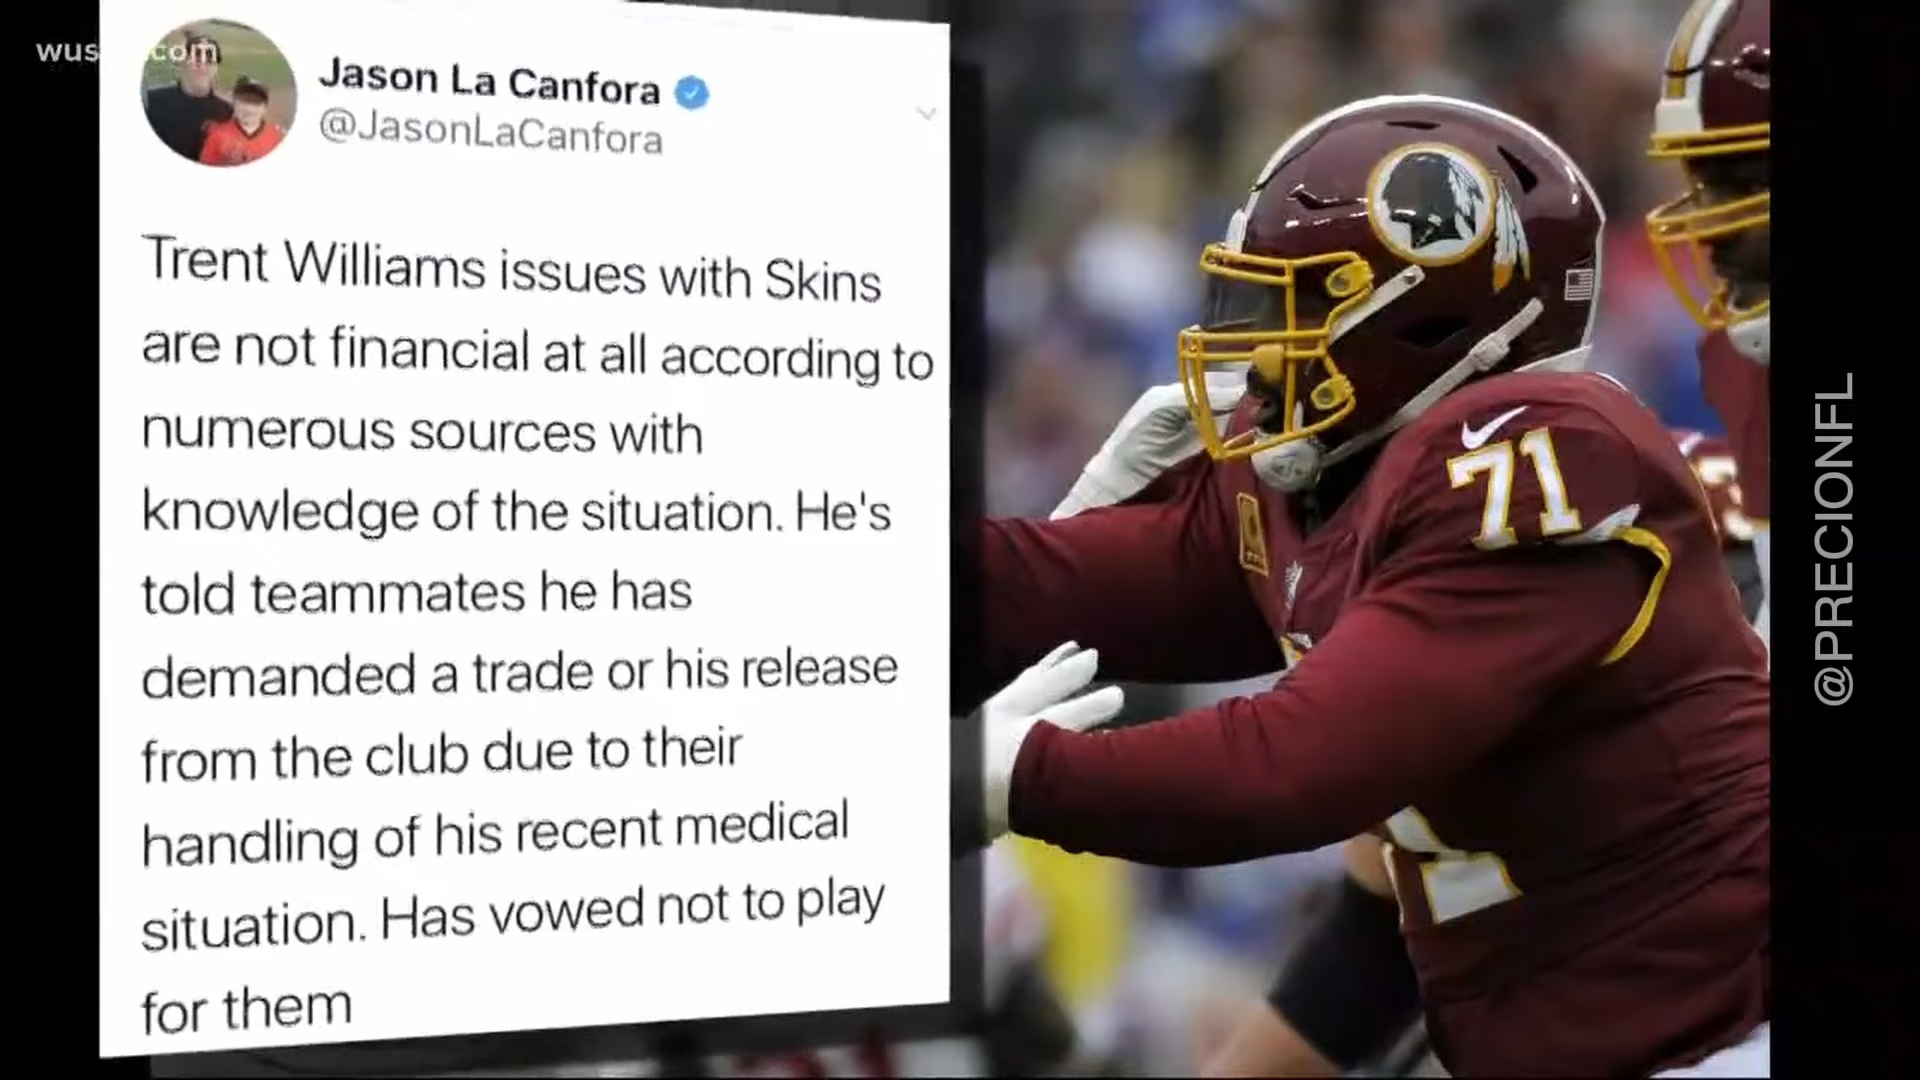 wus
com
Jason La Canfora
@JasonLaCanfora
Trent Williams issues with Skins
are not financial at all according to
numerous sources with
knowledge of the situation. He's
told teammates he has
demanded a trade or his release
from the club due to their
handling of his recent medical
situation. Has vowed not to play
for them
71
@PRECIONFL